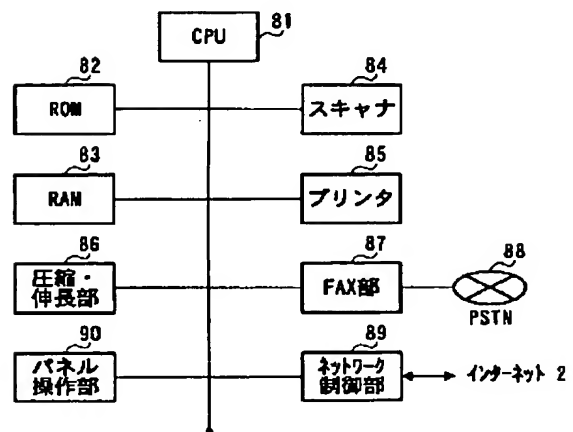 81
CPU
82
ROM
84
スキャナ
83
RAM
85
プリンタ
86
圧縮・
伸長部
87
FAX部
88
PSTN
90
パネル
操作部
89
ネットワーク
制御部
インターネット 2